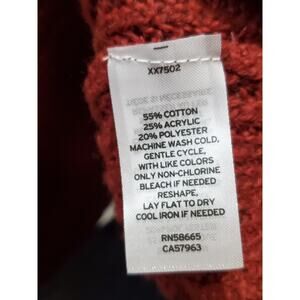 XX7502
55% COTTON
25% ACRYLIC
20% POLYESTER
MACHINE WASH COLD,
GENTLE CYCLE,
WITH LIKE COLORS
ONLY NON-CHLORINE
BLEACH IF NEEDED
RESHAPE,
LAY FLAT TO DRY
COOL IRON IF NEEDED
RN58665
CA57963